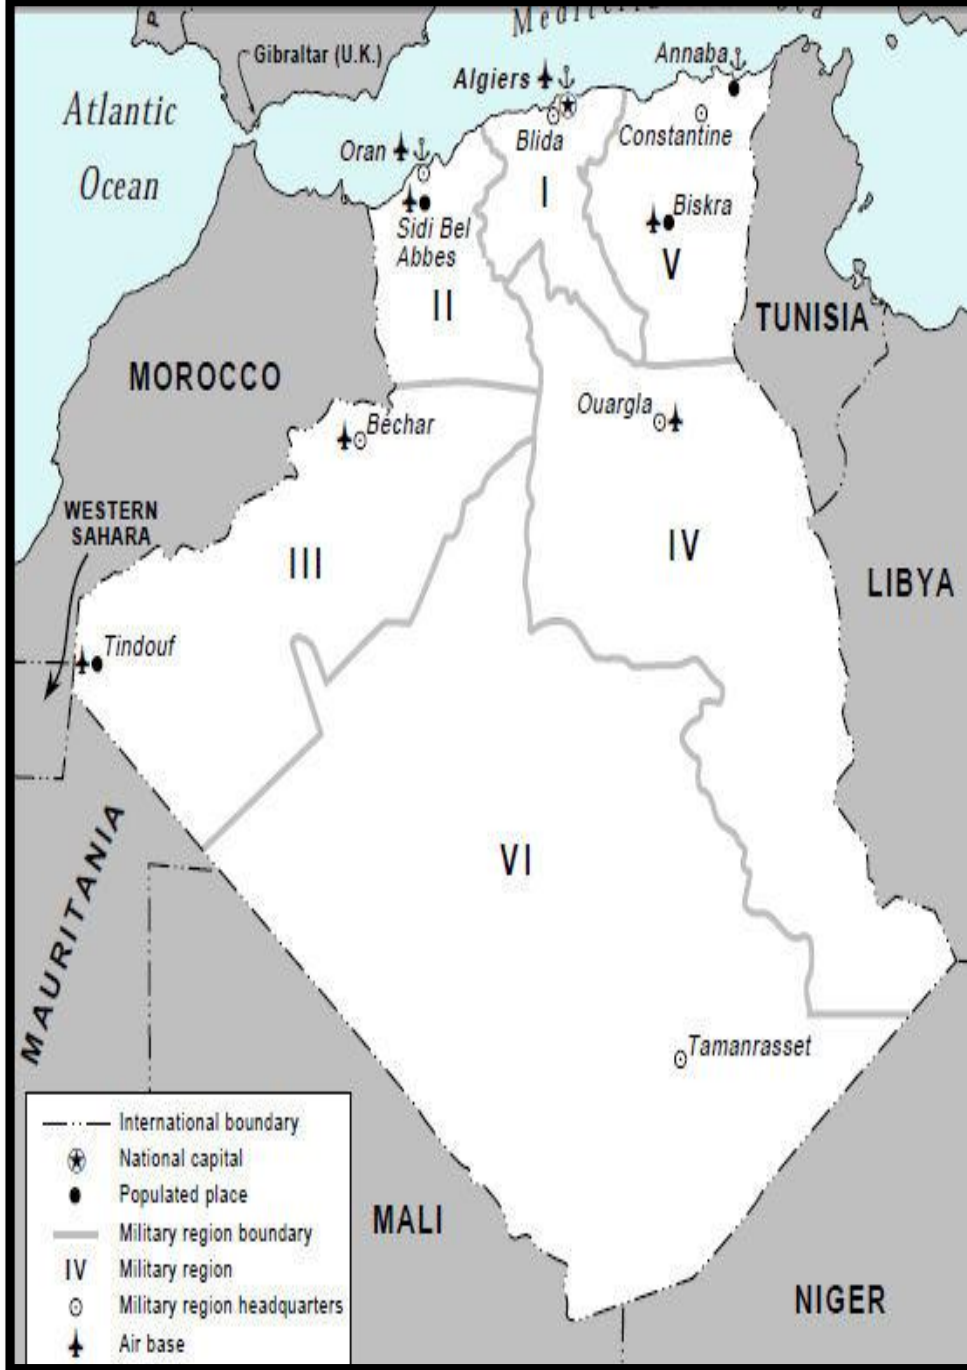 Mediterranean Sea
P
Gibraltar (U.K.)
Annaba
Algiers
Atlantic
Ocean
Oran
Blida
Constantine
Sidi Bel
Abbes
Biskra
I
II
V
TUNISIA
MOROCCO
Ouargla
Bechar
WESTERN
SAHARA
III
IV
LIBYA
Tindouf
VI
MAURITANIA
Tamanrasset
MALI
NIGER
International boundary
National capital
Populated place
Military region boundary
IV Military region
Military region headquarters
Air base